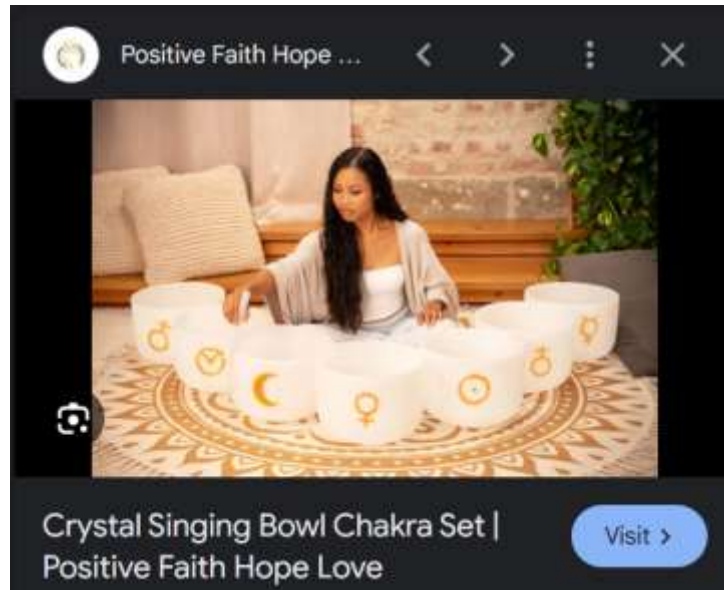 Positive Faith Hope ...
Crystal Singing Bowl Chakra Set |
Positive Faith Hope Love
Visit >